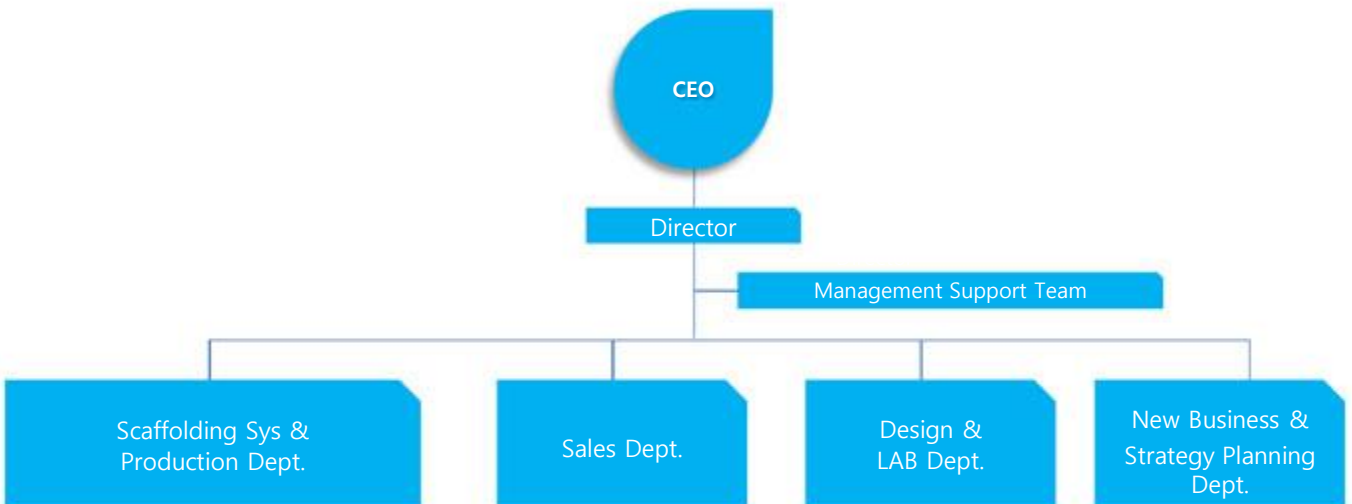 CEO
Director
Management Support Team
Scaffolding Sys &
Production Dept.
Sales Dept.
Design &
LAB Dept.
New Business &
Strategy Planning
Dept.